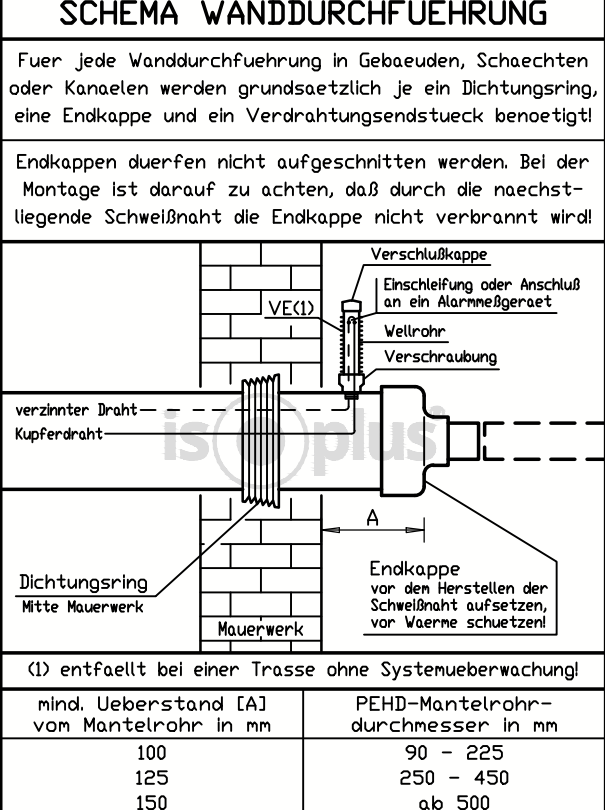 SCHEMA WANDDURCHFUEHRUNG
Fuer jede Wanddurchfuehrung in Gebaeuden, Schaechten
oder Kanaelen werden grundsaetzlich je ein Dichtungsring,
eine Endkappe und ein Verdrahtungsendstueck benoetigt!
Endkappen duerfen nicht aufgeschnitten werden. Bei der
Montage ist darauf zu achten, daß durch die naechst-
liegende Schweißnaht die Endkappe nicht verbrannt wird!
Verschlußkappe
Einschleifung oder Anschluß
an ein Alarmmeßgeraet
VE(1)
Wellrohr
Verschraubung
verzinnter Draht
Kupferdraht
isoplus
A
Dichtungsring
Mitte Mauerwerk
Endkappe
vor dem Herstellen der
Schweißnaht aufsetzen,
vor Waerme schuetzen!
Mauerwerk
(1) entfaellt bei einer Trasse ohne Systemueberwachung!
mind. Ueberstand [A] PEHD-Mantelrohr-
vom Mantelrohr in mm durchmesser in mm
100 90 - 225
125 250 - 450
150 ab 500